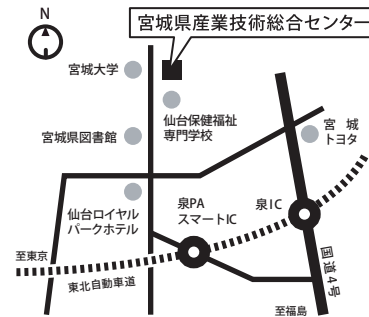 N
宮城県産業技術総合センター
宮城大学
仙台保健福祉
専門学校
宮城県図書館
宮 城
トヨタ
仙台ロイヤル
パークホテル
泉PA
スマートIC
泉IC
至東京
東北自動車道
国道4号
至福島